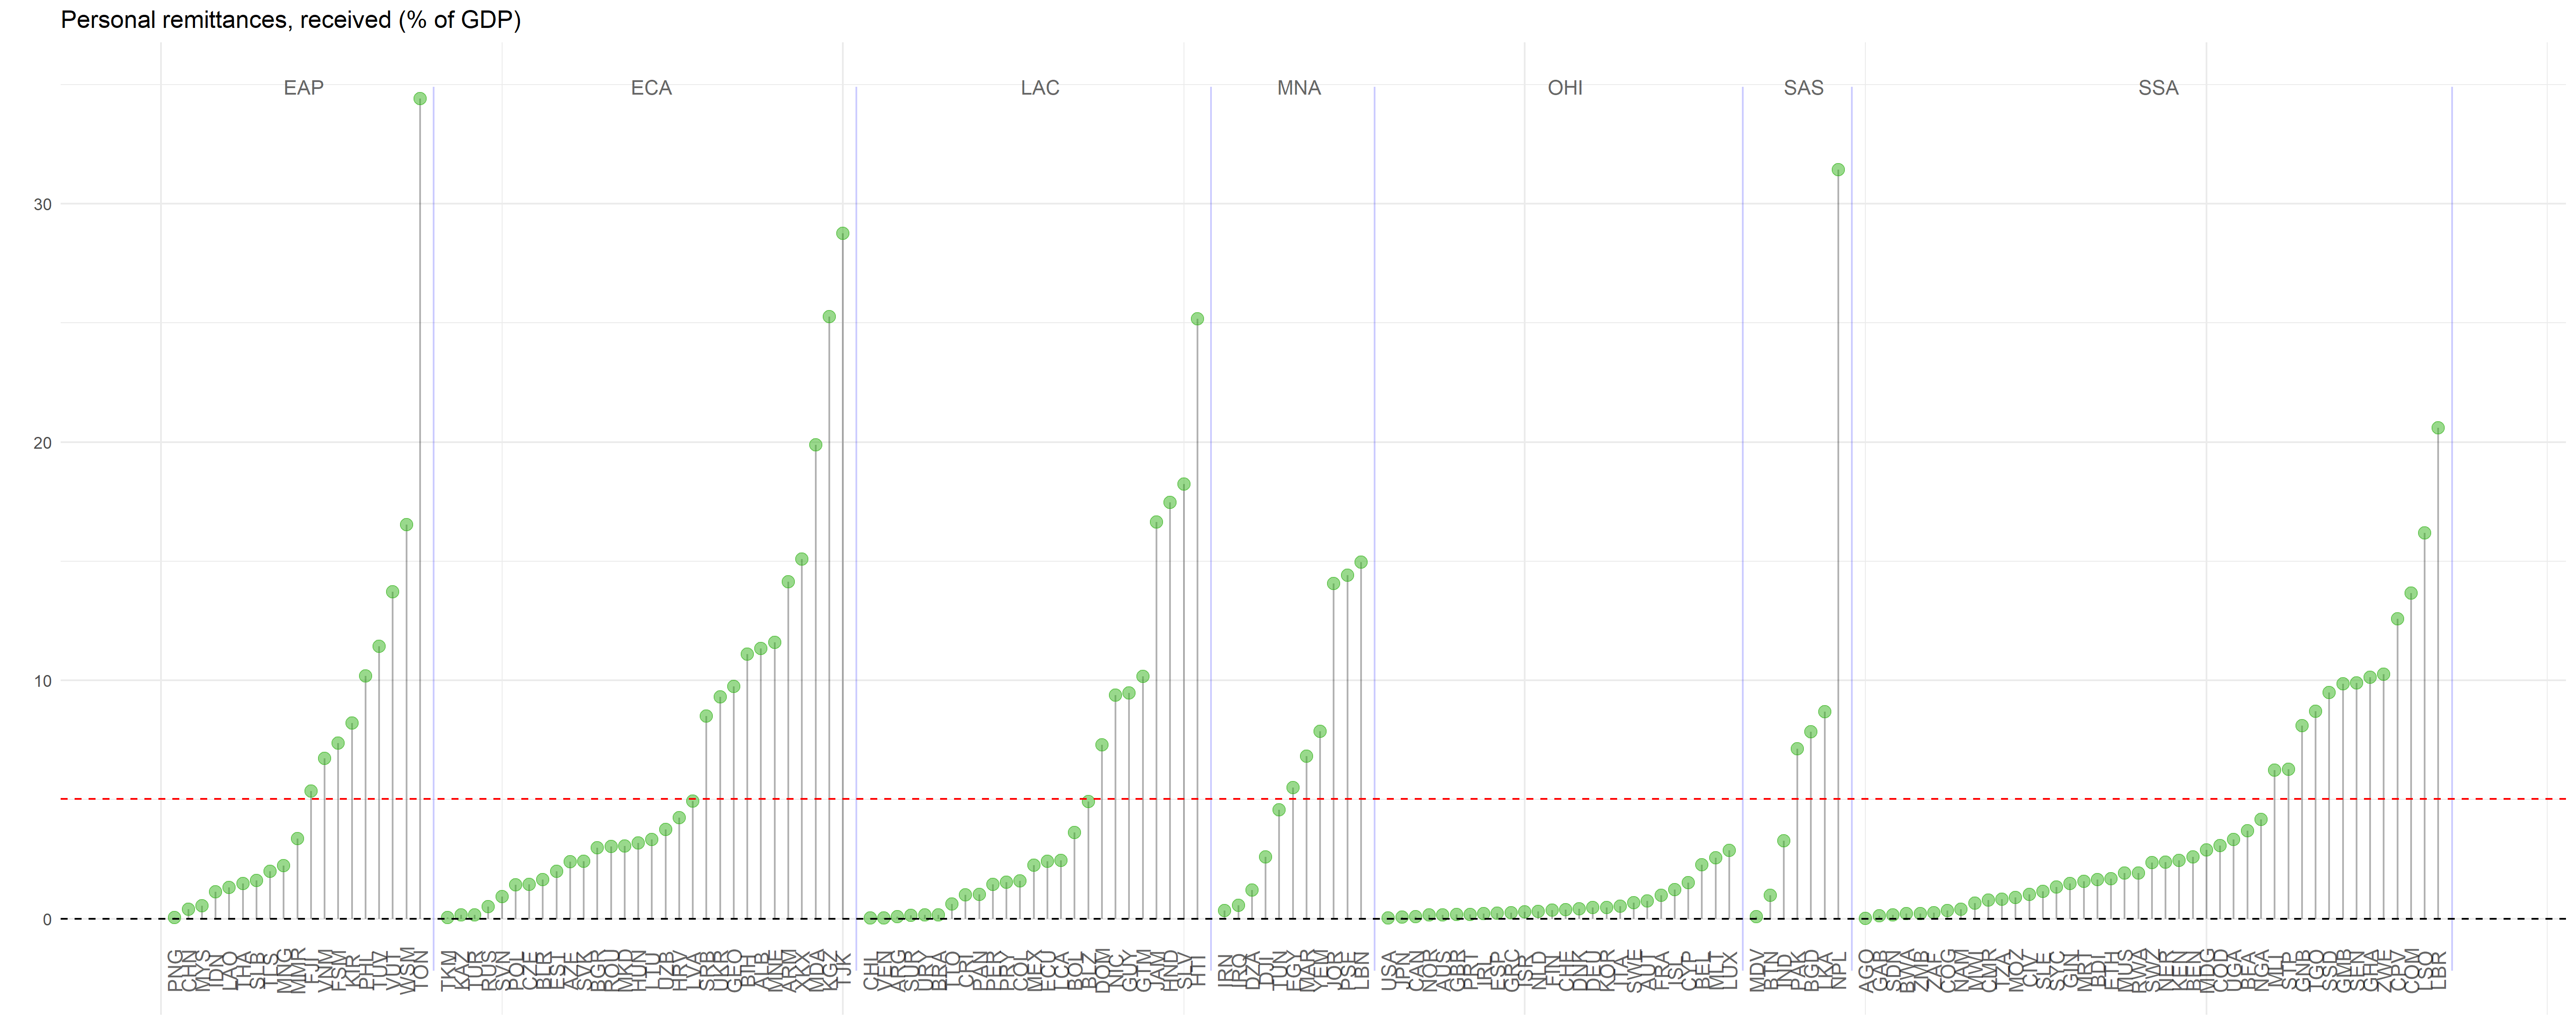 Personal remittances, received (% of GDP)
EAP
ECA
LAC
MNA
OHI
SAS
SSA
30
20
10
0
PNG
CHN
MYS
IDN
LAO
THA
SLB
TLS
MNG
MMR
FJI
VNM
FSM
KIR
PHL
TUV
VUT
WSM
TON
TKM
KAZ
TUR
RUS
SVN
POL
CZE
BLR
EST
AZE
SVK
BGR
ROU
MKD
HUN
LTU
UZB
HRV
LVA
SRB
UKR
GEO
BIH
ALB
MNE
ARM
XKX
MDA
KGZ
TJK
CHL
VEN
ARG
SUR
URY
BRA
TTO
CRI
PAN
PER
PRY
COL
MEX
ECU
LCA
BOL
BLZ
DOM
NIC
GUY
GTM
JAM
HND
SLV
HTI
IRN
IRQ
DZA
DJI
TUN
EGY
MAR
YEM
JOR
PSE
LBN
USA
JPN
CAN
NOR
AUS
GBR
PRT
IRL
ESP
GRC
ISR
NLD
FIN
CHE
DNK
DEU
KOR
ITA
SWE
AUT
FRA
ISL
CYP
BEL
MLT
LUX
MDV
BTN
IND
PAK
BGD
LKA
NPL
AGO
GAB
SDN
BWA
ZMB
ZAF
COG
NAM
MWI
CMR
TZA
MOZ
CIV
SLE
SYC
GIN
MRT
BDI
ETH
MUS
RWA
SWZ
NER
KEN
BEN
MDG
COD
UGA
BFA
NGA
MLI
STP
GNB
TGO
SSD
GMB
SEN
GHA
ZWE
CPV
COM
LSO
LBR